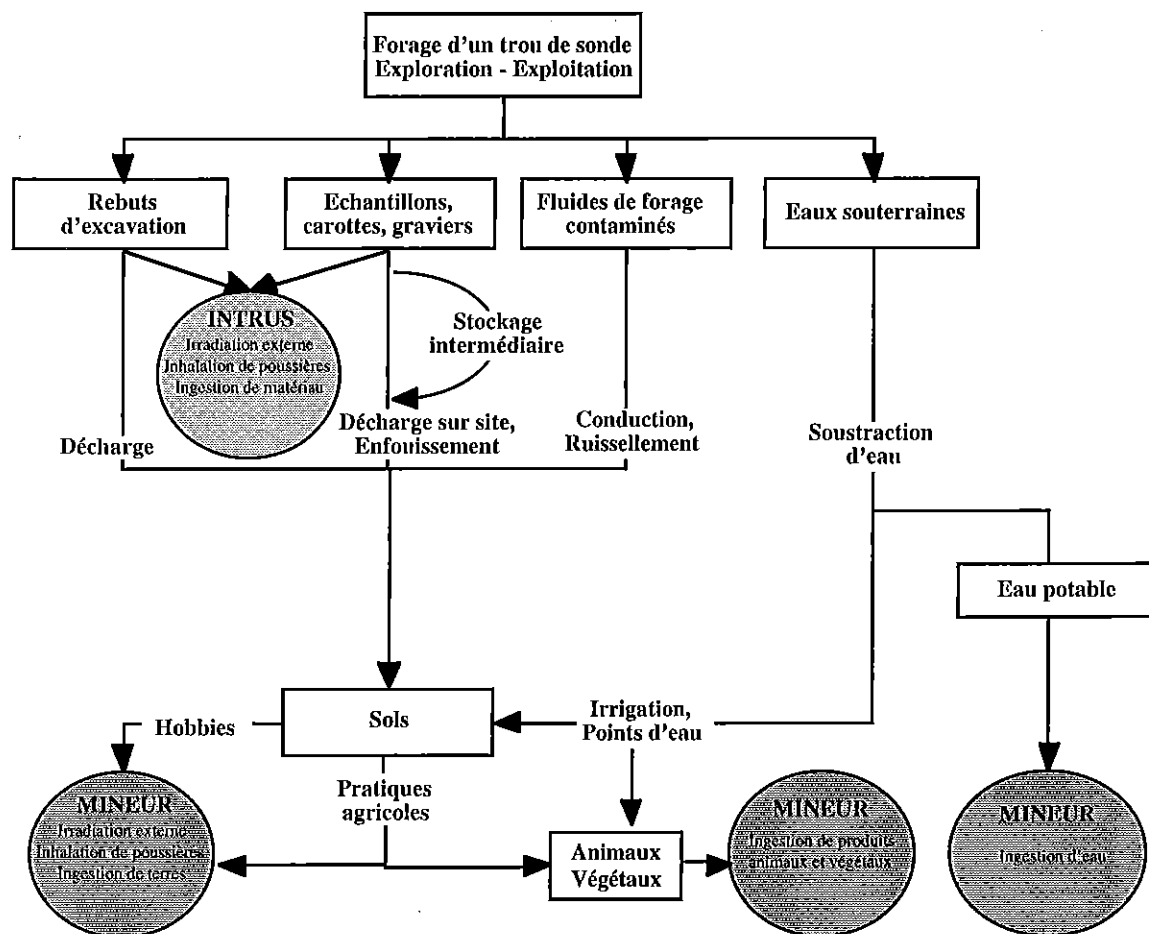 Forage d'un trou de sonde
Exploration - Exploitation
Rebuts
d'excavation
Echantillons,
carottes, graviers
Fluides de forage
contaminés
Eaux souterraines
INTRUS
Irradiation externe
Inhalation de poussières
Ingestion de matériau
Stockage
intermédiaire
Décharge
Décharge sur site,
Enfouissement
Conduction,
Ruissellement
Soustraction
d'eau
Eau potable
Hobbies
Sols
Irrigation,
Points d'eau
Pratiques
agricoles
MINEUR
Irradiation externe
Inhalation de poussières
Ingestion de terres
Animaux
Végétaux
MINEUR
Ingestion de produits
animaux et végétaux
MINEUR
Ingestion d'eau